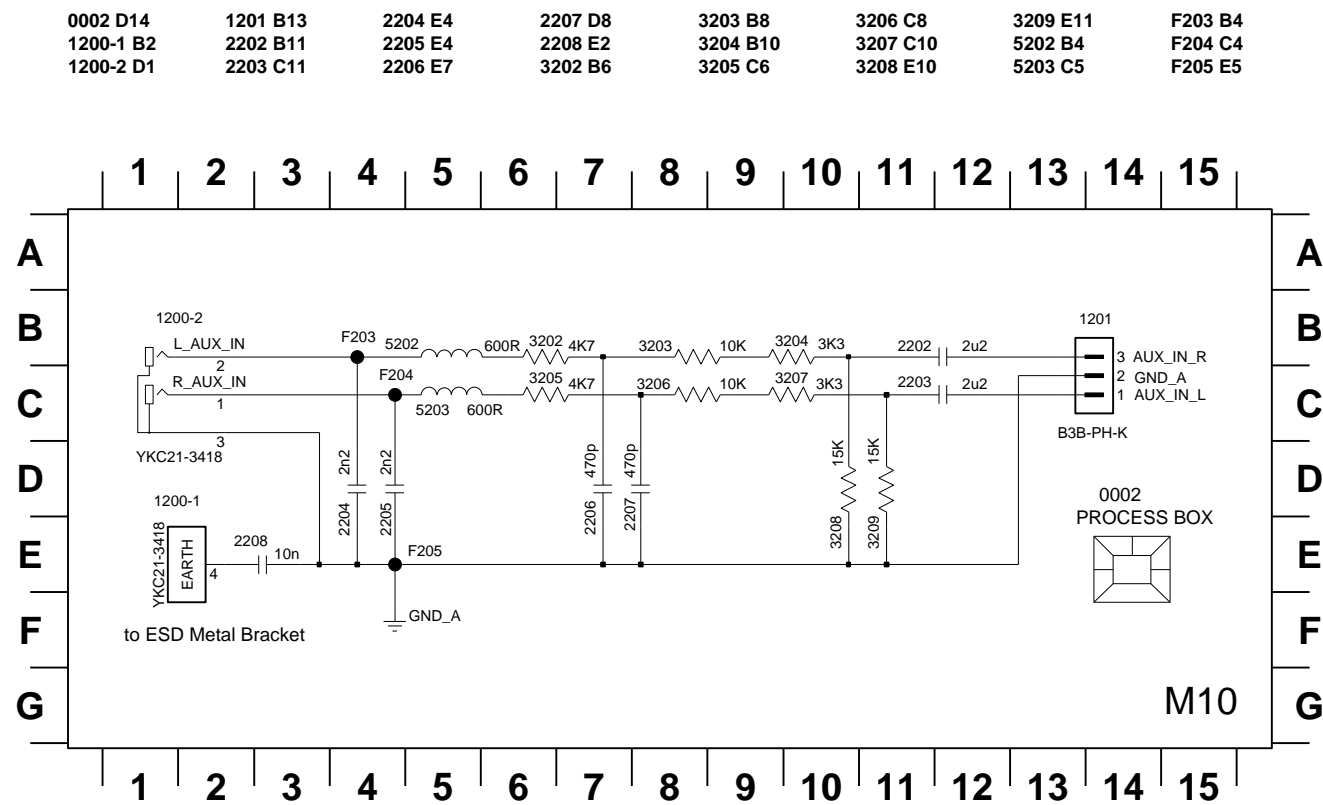 0002 D14 1201 B13 2204 E4 2207 D8 3203 B8 3206 C8 3209 E11 F203 B4
1200-1 B2 2202 B11 2205 E4 2208 E2 3204 B10 3207 C10 5202 B4 F204 C4
1200-2 D1 2203 C11 2206 E7 3202 B6 3205 C6 3208 E10 5203 C5 F205 E5
1 2 3 4 5 6 7 8 9 10 11 12 13 14 15
A A
B B
1200-2
L_AUX_IN
2
F203
5202
600R
3202
4K7
3203
10K
3204
3K3
2202
2u2
1201
3 AUX_IN_R
2 GND_A
1 AUX_IN_L
B3B-PH-K
C C
R_AUX_IN
1
F204
5203
600R
3205
4K7
3206
10K
3207
3K3
2203
2u2
3
YKC21-3418
D D
2n2
2204
2n2
2205
470p
2206
470p
2207
15K
3208
15K
3209
0002
PROCESS BOX
1200-1
YKC21-3418
EARTH
4
2208
10n
F205
E E
GND_A
F F
to ESD Metal Bracket
G G
M10
1 2 3 4 5 6 7 8 9 10 11 12 13 14 15